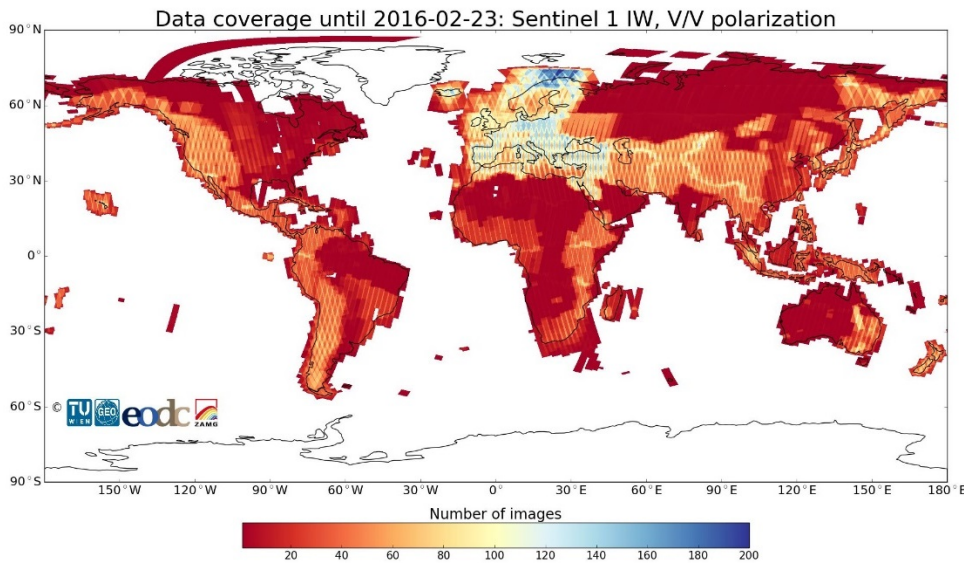 Data coverage until 2016-02-23: Sentinel 1 IW, V/V polarization
90°N
60°N
30°N
0°
30°S
60°S
90°S
© TU WIEN GEO eodc ZAMG
150°W 120°W 90°W 60°W 30°W 0° 30°E 60°E 90°E 120°E 150°E 180°E
Number of images
20 40 60 80 100 120 140 160 180 200